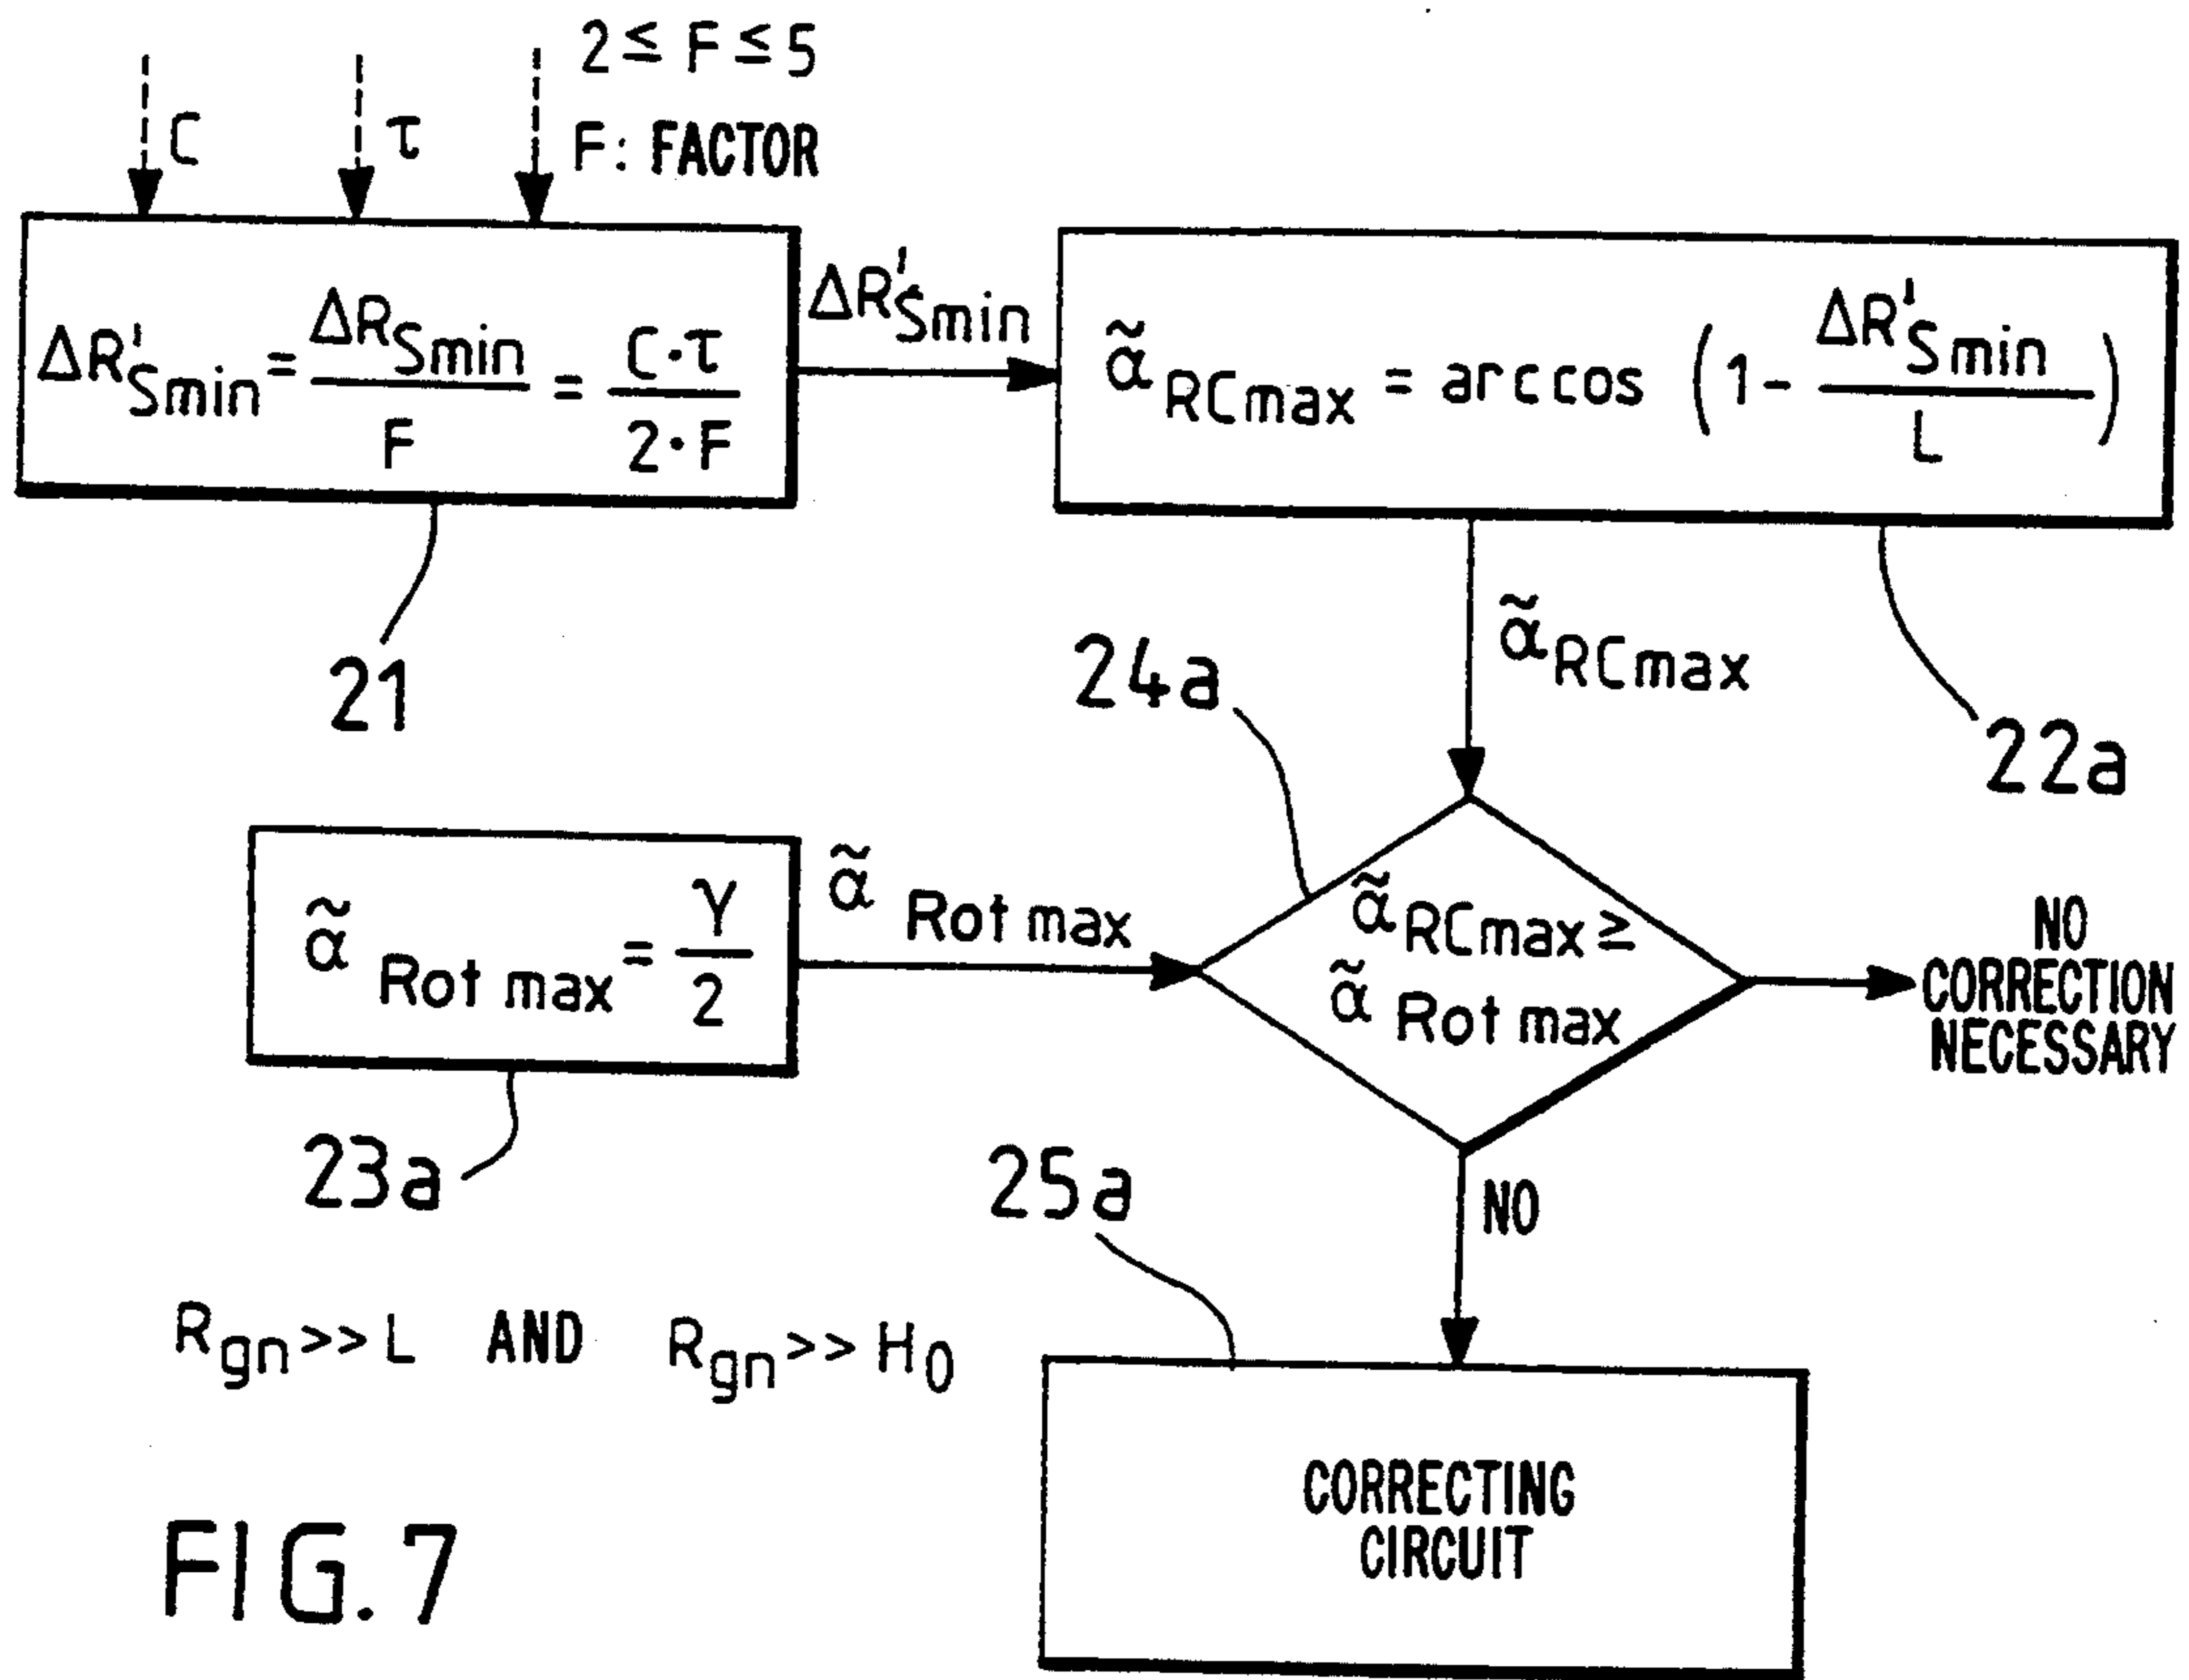 2 ≤ F ≤ 5
C
τ
F: FACTOR
ΔR'Smin = ΔRSmin / F = C·τ / 2·F
ΔR'Smin
α̃ RCmax = arccos (1 - ΔR'Smin / L)
21
α̃ RCmax
24a
22a
α̃ Rot max = γ / 2
α̃ Rot max
α̃ RCmax ≥
α̃ Rot max
NO
CORRECTION
NECESSARY
23a
25a
NO
Rgn >> L AND Rgn >> H0
CORRECTING
CIRCUIT
FIG. 7